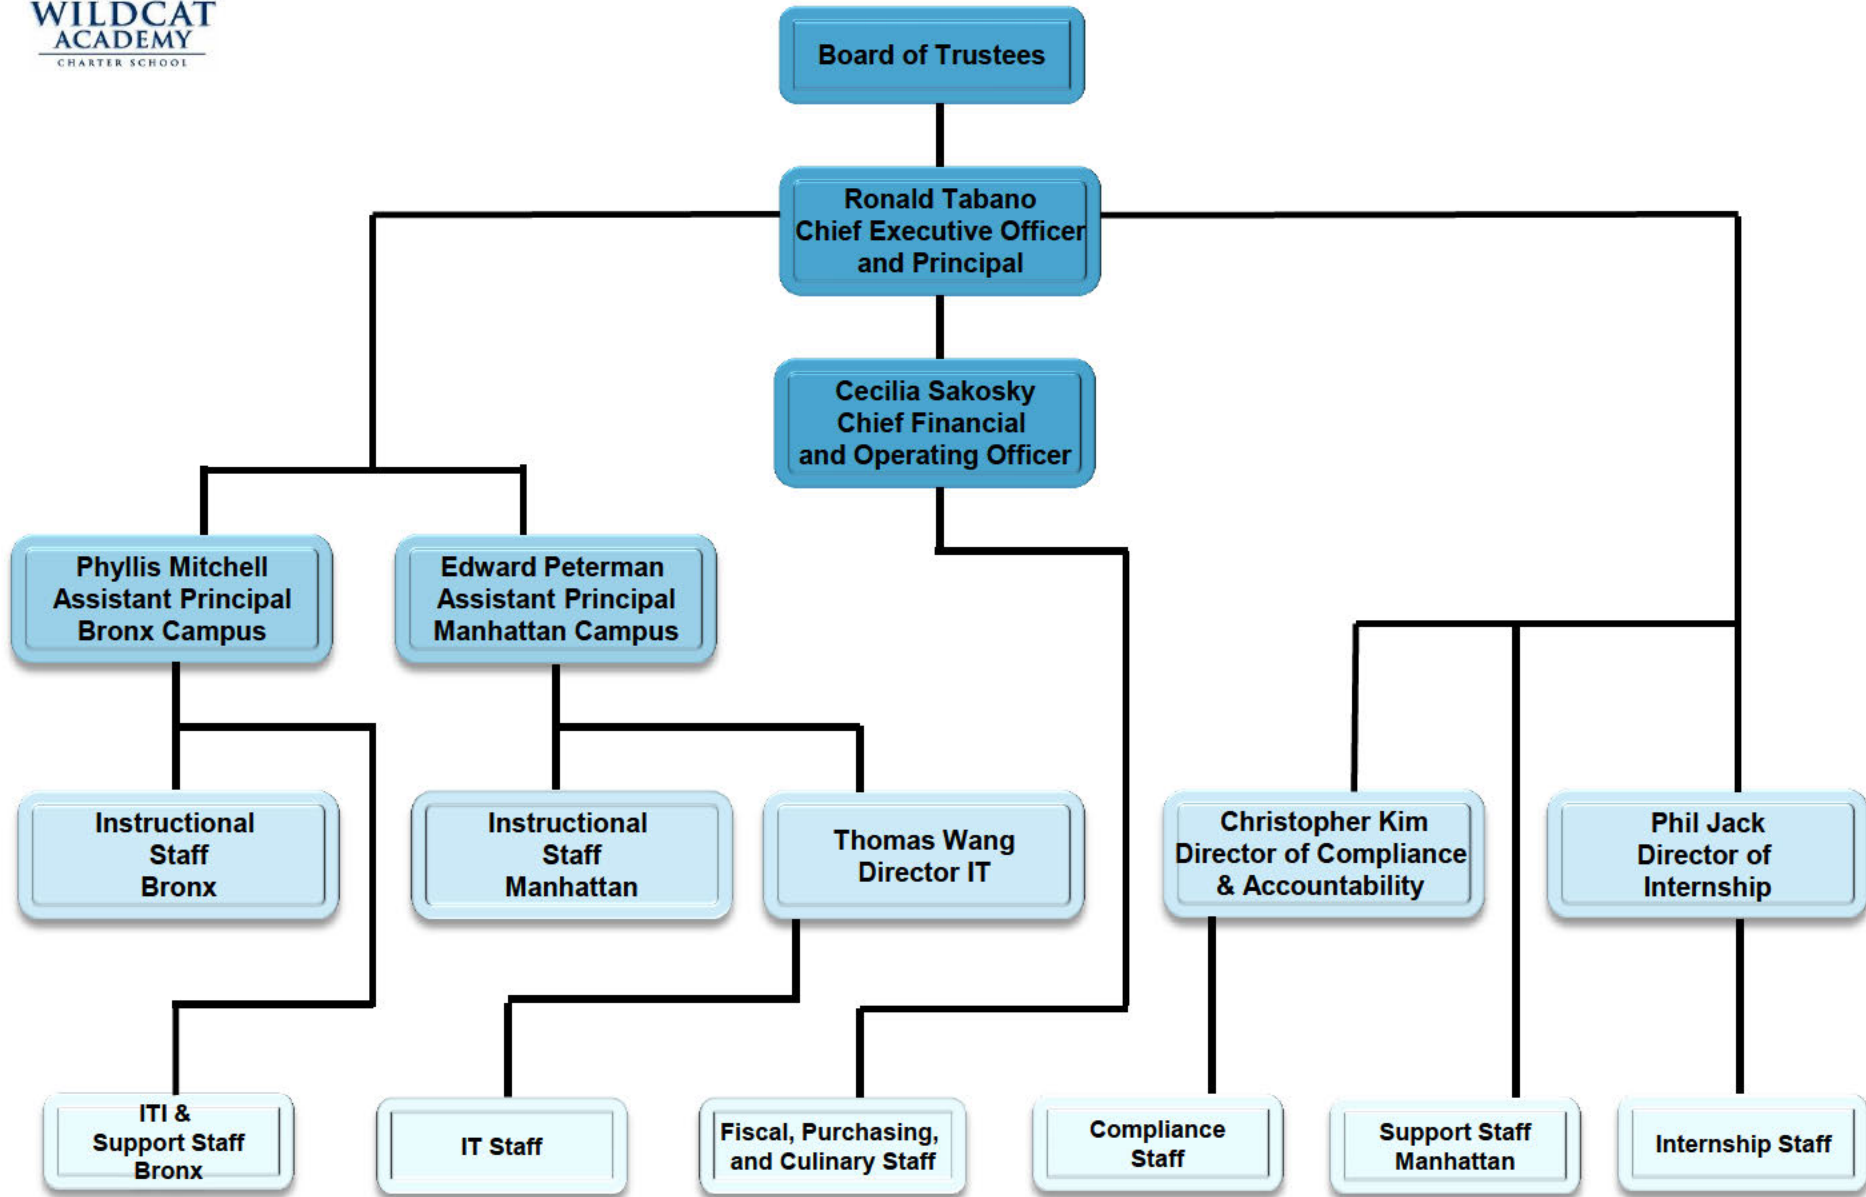 WILDCAT
ACADEMY
CHARTER SCHOOL
Board of Trustees
Ronald Tabano
Chief Executive Officer
and Principal
Cecilia Sakosky
Chief Financial
and Operating Officer
Phyllis Mitchell
Assistant Principal
Bronx Campus
Edward Peterman
Assistant Principal
Manhattan Campus
Instructional
Staff
Bronx
Instructional
Staff
Manhattan
Thomas Wang
Director IT
Christopher Kim
Director of Compliance
& Accountability
Phil Jack
Director of
Internship
ITI &
Support Staff
Bronx
IT Staff
Fiscal, Purchasing,
and Culinary Staff
Compliance
Staff
Support Staff
Manhattan
Internship Staff